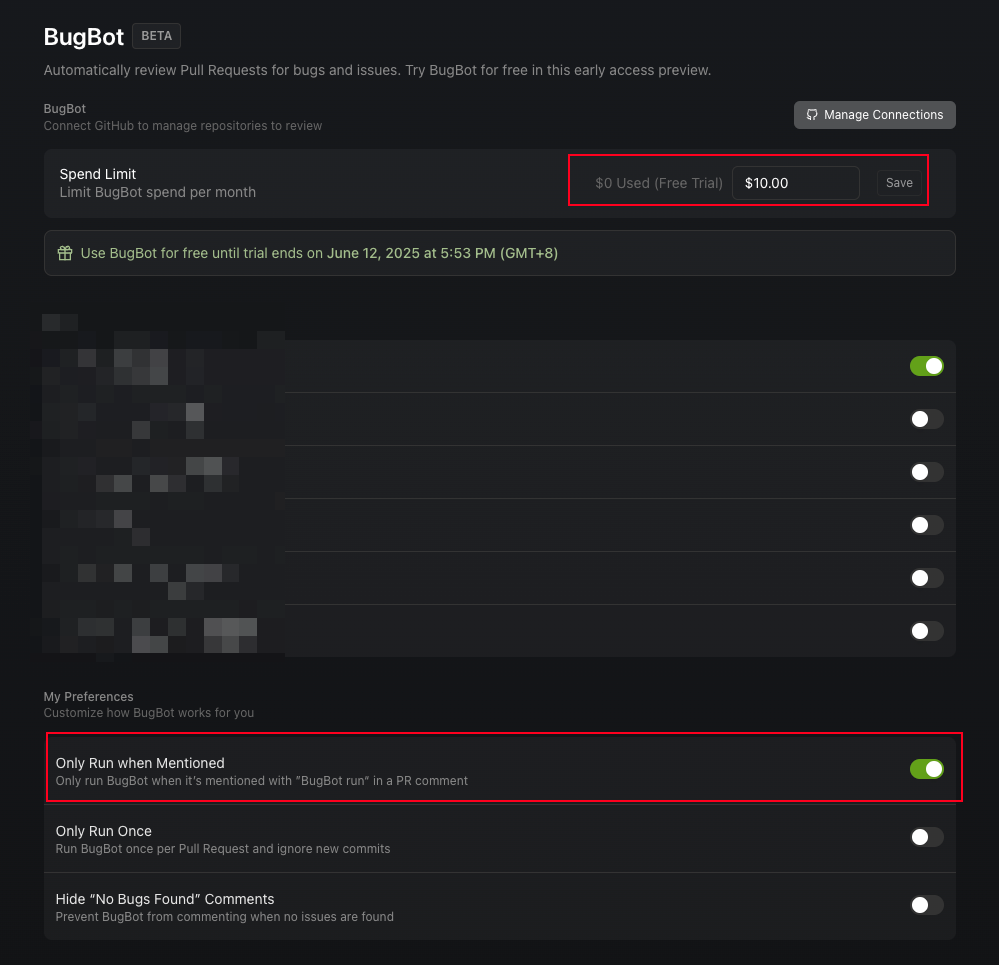 BugBot BETA
Automatically review Pull Requests for bugs and issues. Try BugBot for free in this early access preview.
BugBot
Connect GitHub to manage repositories to review
Manage Connections
Spend Limit
Limit BugBot spend per month
$0 Used (Free Trial) $10.00 Save
Use BugBot for free until trial ends on June 12, 2025 at 5:53 PM (GMT+8)
My Preferences
Customize how BugBot works for you
Only Run when Mentioned
Only run BugBot when it's mentioned with "BugBot run" in a PR comment
Only Run Once
Run BugBot once per Pull Request and ignore new commits
Hide “No Bugs Found” Comments
Prevent BugBot from commenting when no issues are found